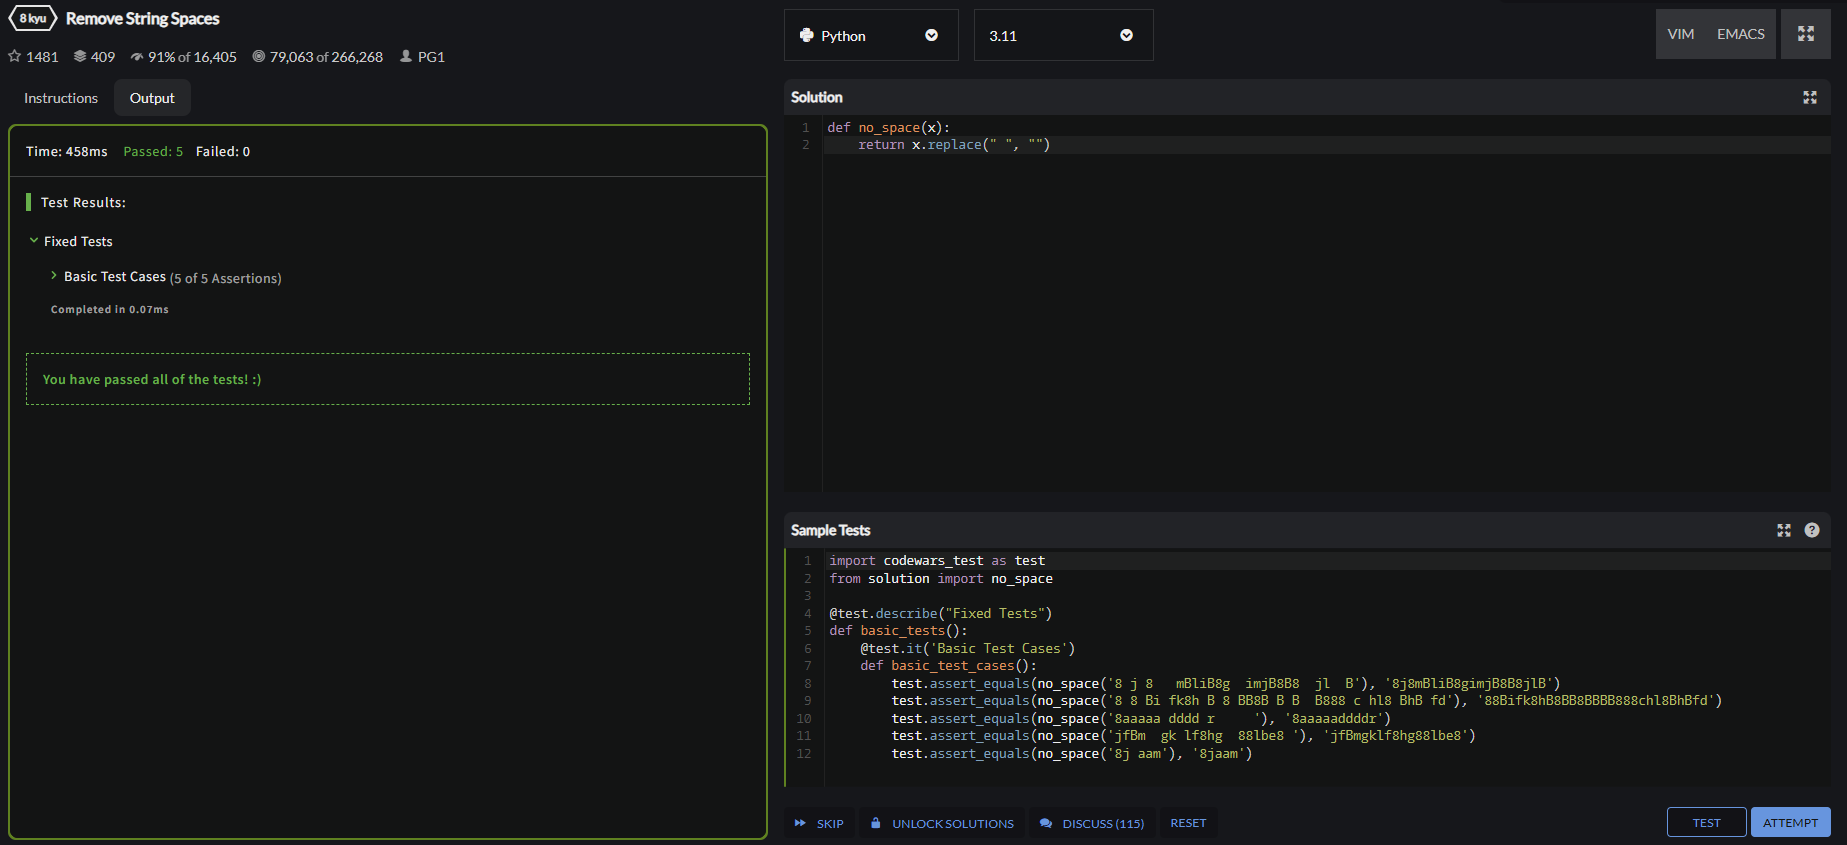 8 kyu Remove String Spaces
1481 409 91% of 16,405 79,063 of 266,268 PG1
Instructions Output
Time: 458ms Passed: 5 Failed: 0
Test Results:
Fixed Tests
Basic Test Cases (5 of 5 Assertions)
Completed in 0.07ms
You have passed all of the tests! :)
Python 3.11 VIM EMACS
Solution
1 def no_space(x):
2     return x.replace(" ", "")
Sample Tests ?
1 import codewars_test as test
2 from solution import no_space
3
4 @test.describe("Fixed Tests")
5 def basic_tests():
6     @test.it('Basic Test Cases')
7     def basic_test_cases():
8         test.assert_equals(no_space('8 j 8   mBliB8g  imjB8B8  jl  B'), '8j8mBliB8gimjB8B8jlB')
9         test.assert_equals(no_space('8 8 Bi fk8h B 8 BB8B B B  B888 c hl8 BhB fd'), '88Bifk8hB8BB8BBBB888chl8BhBfd')
10         test.assert_equals(no_space('8aaaaa dddd r     '), '8aaaaaddddr')
11         test.assert_equals(no_space('jfBm  gk lf8hg  88lbe8 '), 'jfBmgklf8hg88lbe8')
12         test.assert_equals(no_space('8j aam'), '8jaam')
SKIP UNLOCK SOLUTIONS DISCUSS (115) RESET TEST ATTEMPT